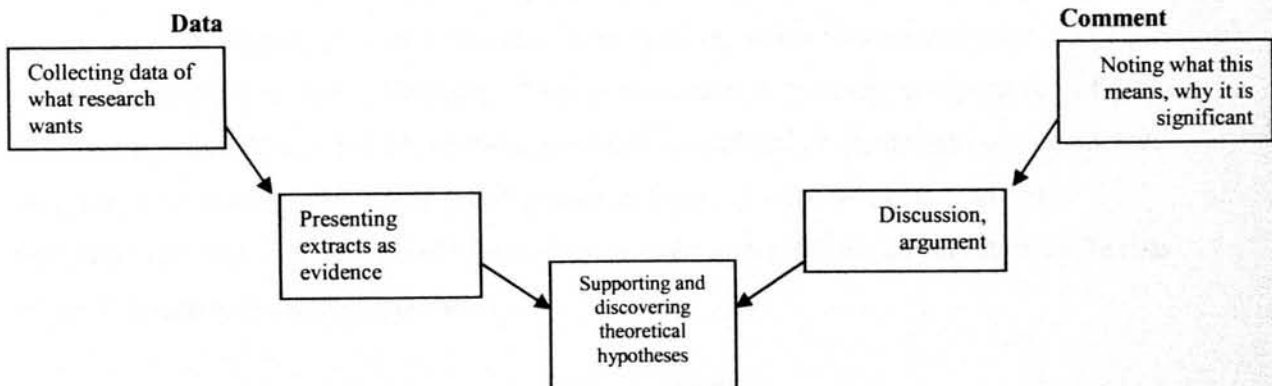 Data
Comment
Collecting data of
what research
wants
Noting what this
means, why it is
significant
Presenting
extracts as
evidence
Discussion,
argument
Supporting and
discovering
theoretical
hypotheses